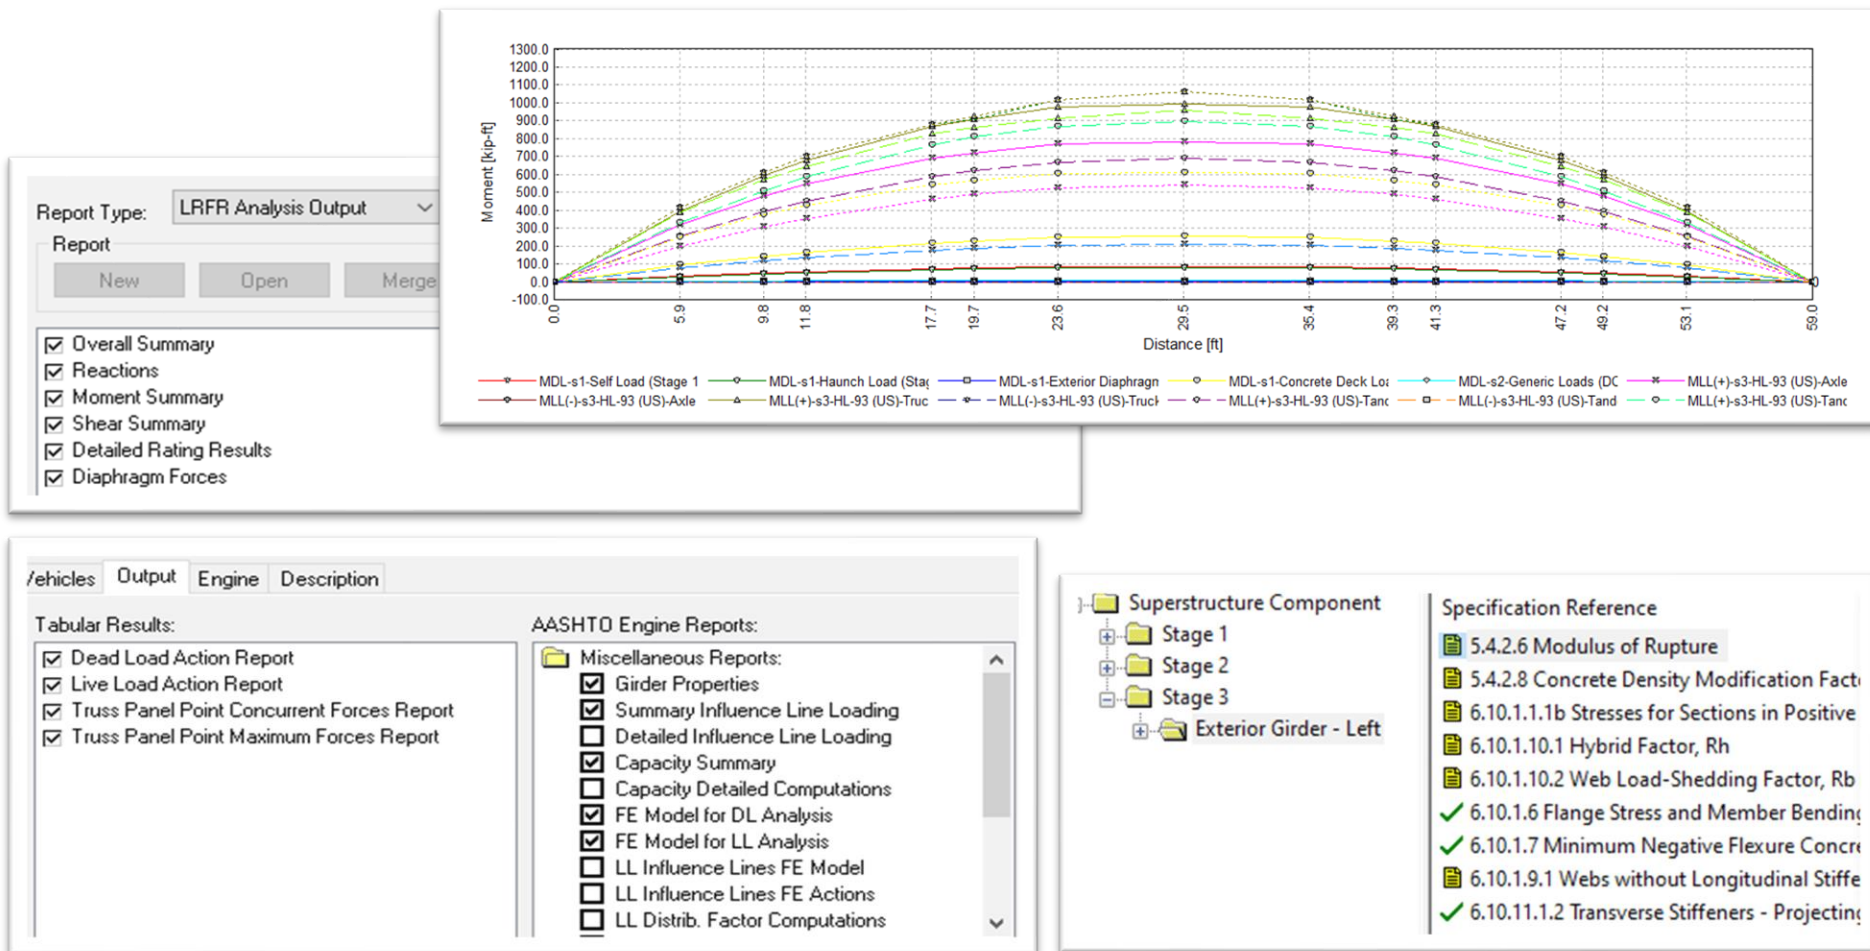 Report Type:
LRFR Analysis Output
Report
New
Open
Merge
Overall Summary
Reactions
Moment Summary
Shear Summary
Detailed Rating Results
Diaphragm Forces
Moment [kip-ft]
1300.0
1200.0
1100.0
1000.0
900.0
800.0
700.0
600.0
500.0
400.0
300.0
200.0
100.0
0.0
-100.0
0.0
5.9
9.8
11.8
17.7
19.7
23.6
29.5
35.4
39.3
41.3
47.2
49.2
53.1
59.0
Distance [ft]
MDL-s1-Self Load (Stage 1
MDL-s1-Haunch Load (Stag
MDL-s1-Exterior Diaphragm
MDL-s1-Concrete Deck Loa
MDL-s2-Generic Loads (DC
MLL(+)-s3-HL-93 (US)-Axle
MLL(-)-s3-HL-93 (US)-Axle
MLL(+)-s3-HL-93 (US)-Truc
MLL(-)-s3-HL-93 (US)-Truck
MLL(+)-s3-HL-93 (US)-Tand
MLL(-)-s3-HL-93 (US)-Tand
MLL(+)-s3-HL-93 (US)-Tand
Vehicles
Output
Engine
Description
Tabular Results:
Dead Load Action Report
Live Load Action Report
Truss Panel Point Concurrent Forces Report
Truss Panel Point Maximum Forces Report
AASHTO Engine Reports:
Miscellaneous Reports:
Girder Properties
Summary Influence Line Loading
Detailed Influence Line Loading
Capacity Summary
Capacity Detailed Computations
FE Model for DL Analysis
FE Model for LL Analysis
LL Influence Lines FE Model
LL Influence Lines FE Actions
LL Distrib. Factor Computations
Superstructure Component
Stage 1
Stage 2
Stage 3
Exterior Girder - Left
Specification Reference
5.4.2.6 Modulus of Rupture
5.4.2.8 Concrete Density Modification Facto
6.10.1.1.1b Stresses for Sections in Positive
6.10.1.10.1 Hybrid Factor, Rh
6.10.1.10.2 Web Load-Shedding Factor, Rb
6.10.1.6 Flange Stress and Member Bending
6.10.1.7 Minimum Negative Flexure Concre
6.10.1.9.1 Webs without Longitudinal Stiffe
6.10.11.1.2 Transverse Stiffeners - Projecting